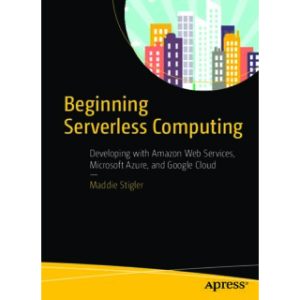 Beginning
Serverless Computing
Developing with Amazon Web Services,
Microsoft Azure, and Google Cloud
—
Maddie Stigler
Apress®